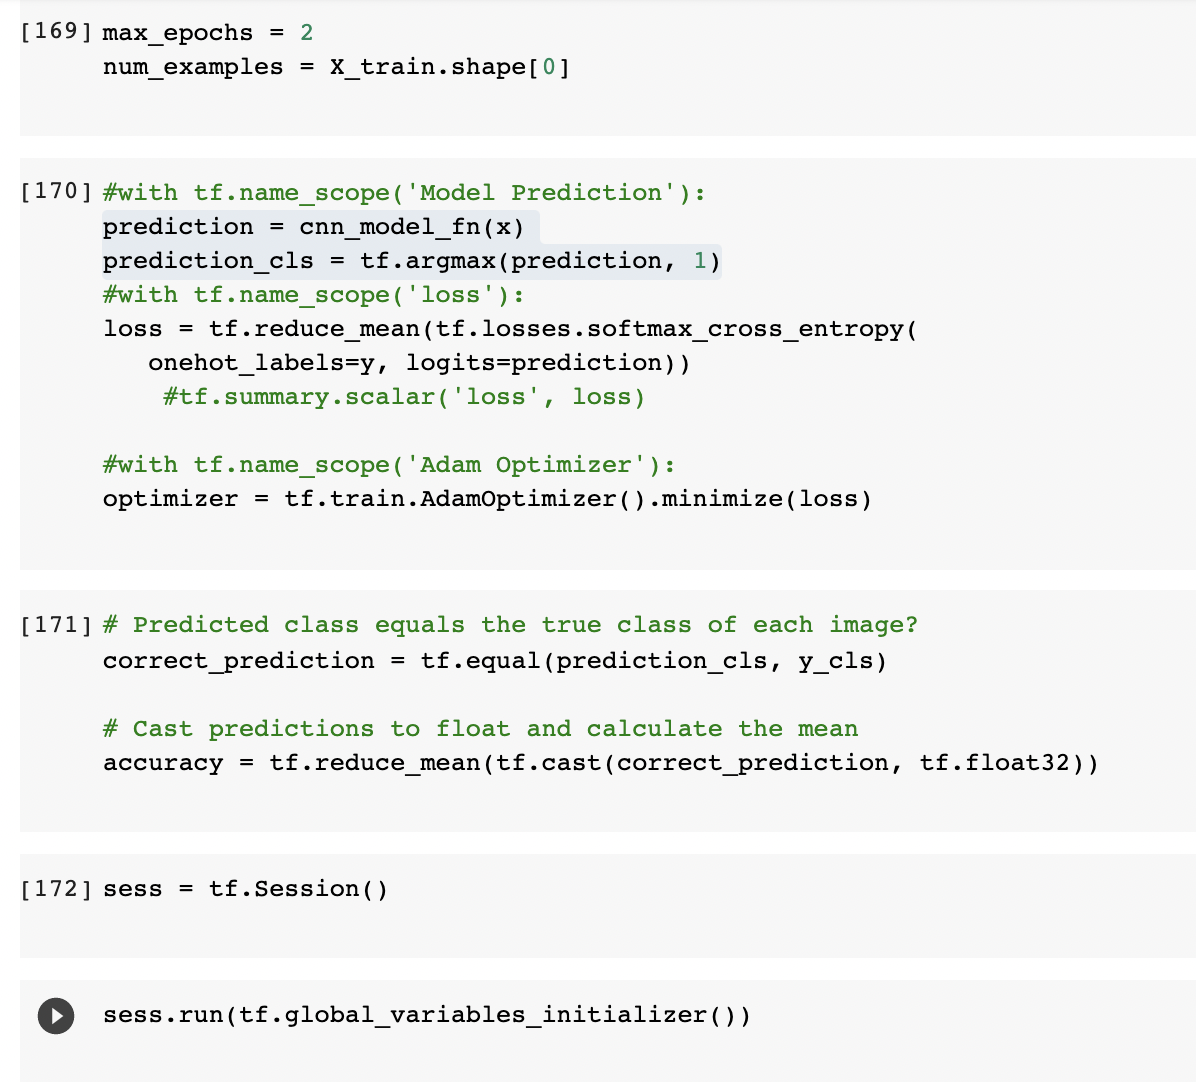 [169] max_epochs = 2
num_examples = X_train.shape[0]
[170] #with tf.name_scope('Model Prediction'):
prediction = cnn_model_fn(x)
prediction_cls = tf.argmax(prediction, 1)
#with tf.name_scope('loss'):
loss = tf.reduce_mean(tf.losses.softmax_cross_entropy(
onehot_labels=y, logits=prediction))
#tf.summary.scalar('loss', loss)
#with tf.name_scope('Adam Optimizer'):
optimizer = tf.train.AdamOptimizer().minimize(loss)
[171] # Predicted class equals the true class of each image?
correct_prediction = tf.equal(prediction_cls, y_cls)
# Cast predictions to float and calculate the mean
accuracy = tf.reduce_mean(tf.cast(correct_prediction, tf.float32))
[172] sess = tf.Session()
sess.run(tf.global_variables_initializer())